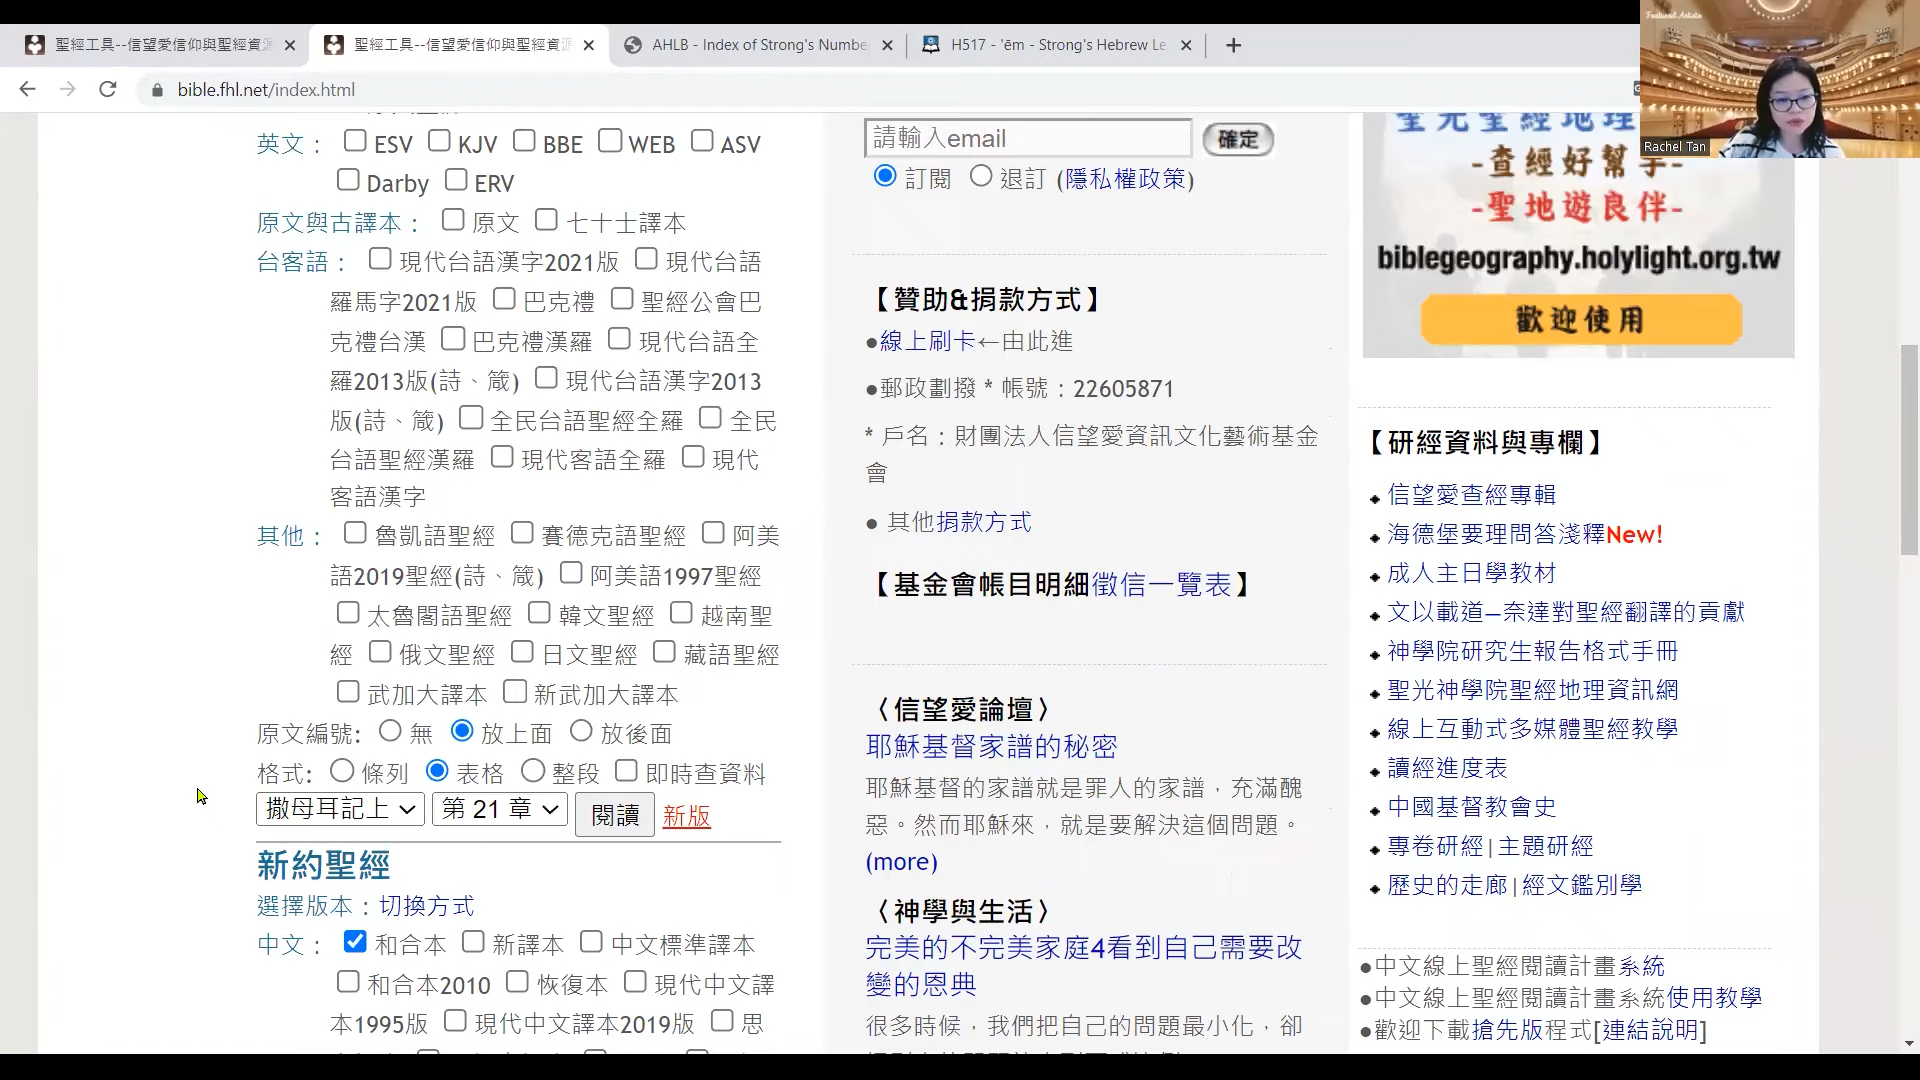 聖經工具--信望愛信仰與聖經資源
聖經工具--信望愛信仰與聖經資源
AHLB - Index of Strong's Numbe
H517 - 'ēm - Strong's Hebrew Le
bible.fhl.net/index.html
Rachel Tan
英文： ESV KJV BBE WEB ASV
Darby ERV
原文與古譯本： 原文 七十士譯本
台客語： 現代台語漢字2021版 現代台語
羅馬字2021版 巴克禮 聖經公會巴
克禮台漢 巴克禮漢羅 現代台語全
羅2013版(詩、箴) 現代台語漢字2013
版(詩、箴) 全民台語聖經全羅 全民
台語聖經漢羅 現代客語全羅 現代
客語漢字
其他： 魯凱語聖經 賽德克語聖經 阿美
語2019聖經(詩、箴) 阿美語1997聖經
太魯閣語聖經 韓文聖經 越南聖
經 俄文聖經 日文聖經 藏語聖經
武加大譯本 新武加大譯本
原文編號: 無 放上面 放後面
格式: 條列 表格 整段 即時查資料
撒母耳記上 第 21 章 閱讀 新版
新約聖經
選擇版本：切換方式
中文： 和合本 新譯本 中文標準譯本
和合本2010 恢復本 現代中文譯
本1995版 現代中文譯本2019版 思
請輸入email 確定
訂閱 退訂 (隱私權政策)
【贊助&捐款方式】
●線上刷卡←由此進
●郵政劃撥 * 帳號：22605871
* 戶名：財團法人信望愛資訊文化藝術基金
會
● 其他捐款方式
【基金會帳目明細徵信一覽表】
〈信望愛論壇〉
耶穌基督家譜的秘密
耶穌基督的家譜就是罪人的家譜，充滿醜
惡。然而耶穌來，就是要解決這個問題。
(more)
〈神學與生活〉
完美的不完美家庭4看到自己需要改
變的恩典
很多時候，我們把自己的問題最小化，卻
聖光聖經地理
-查經好幫手-
-聖地遊良伴-
biblegeography.holylight.org.tw
歡迎使用
【研經資料與專欄】
信望愛查經專輯
海德堡要理問答淺釋New!
成人主日學教材
文以載道—奈達對聖經翻譯的貢獻
神學院研究生報告格式手冊
聖光神學院聖經地理資訊網
線上互動式多媒體聖經教學
讀經進度表
中國基督教會史
專卷研經|主題研經
歷史的走廊|經文鑑別學
●中文線上聖經閱讀計畫系統
●中文線上聖經閱讀計畫系統使用教學
●歡迎下載搶先版程式[連結說明]